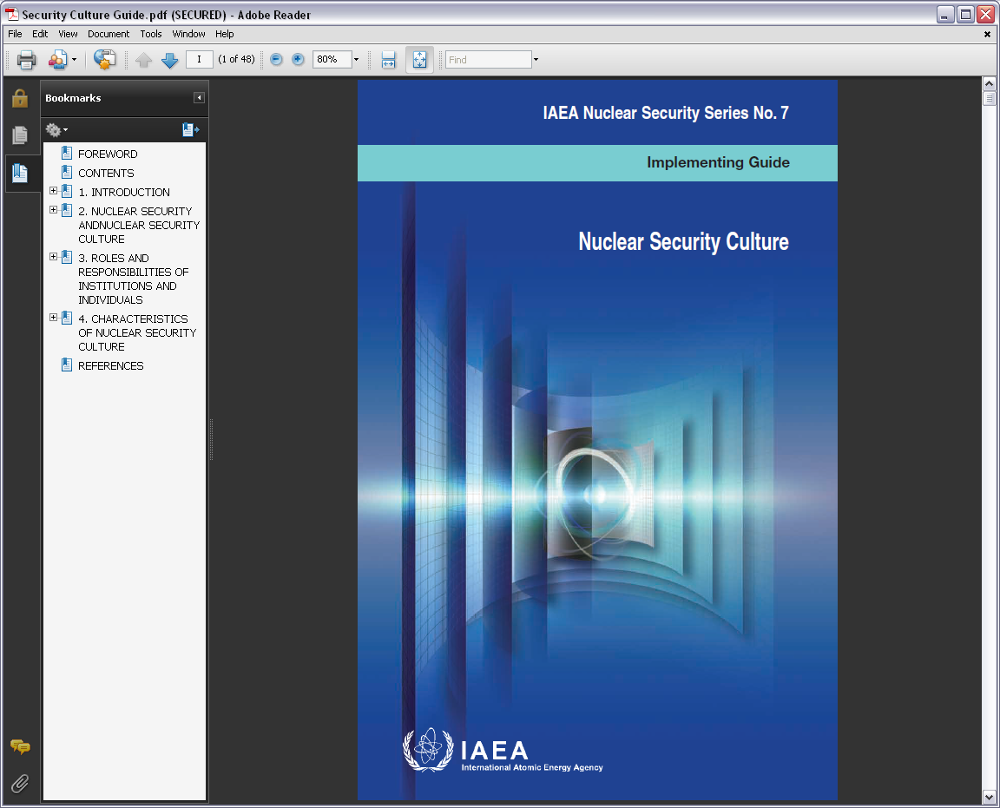 Security Culture Guide.pdf (SECURED) - Adobe Reader
File Edit View Document Tools Window Help
I (1 of 48) 80% Find
Bookmarks
FOREWORD
CONTENTS
1. INTRODUCTION
2. NUCLEAR SECURITY
ANDNUCLEAR SECURITY
CULTURE
3. ROLES AND
RESPONSIBILITIES OF
INSTITUTIONS AND
INDIVIDUALS
4. CHARACTERISTICS
OF NUCLEAR SECURITY
CULTURE
REFERENCES
IAEA Nuclear Security Series No. 7
Implementing Guide
Nuclear Security Culture
IAEA
International Atomic Energy Agency